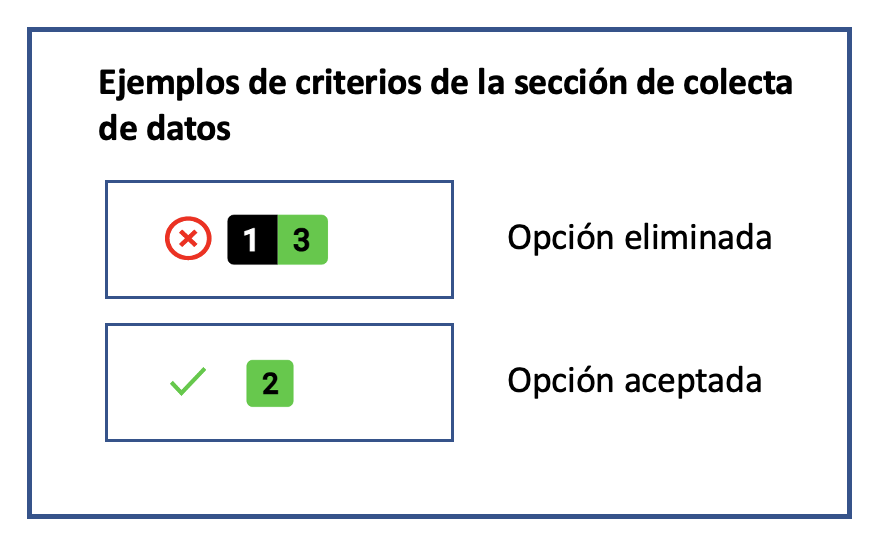 Ejemplos de criterios de la sección de colecta
de datos
1 3 Opción eliminada
2 Opción aceptada